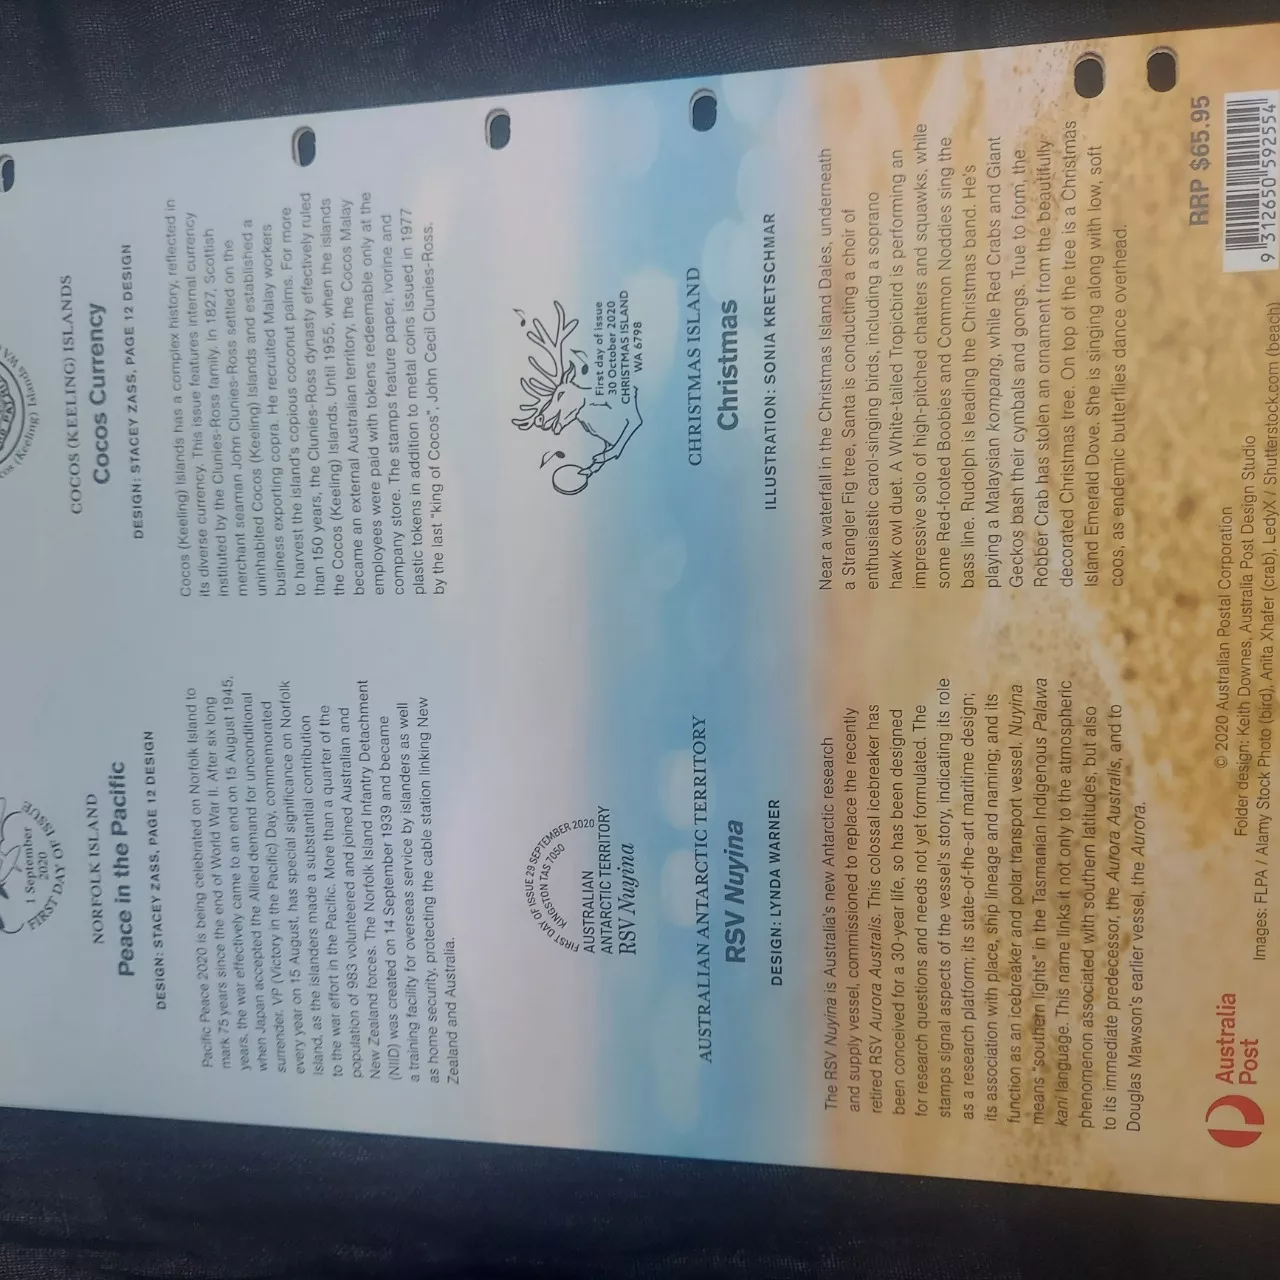 1 September
2020
FIRST DAY OF ISSUE
NORFOLK ISLAND
Peace in the Pacific
DESIGN: STACEY ZASS, PAGE 12 DESIGN
Pacific Peace 2020 is being celebrated on Norfolk Island to
mark 75 years since the end of World War II. After six long
years, the war effectively came to an end on 15 August 1945,
when Japan accepted the Allied demand for unconditional
surrender. VP (Victory in the Pacific) Day, commemorated
every year on 15 August, has special significance on Norfolk
Island, as the islanders made a substantial contribution
to the war effort in the Pacific. More than a quarter of the
population of 983 volunteered and joined Australian and
New Zealand forces. The Norfolk Island Infantry Detachment
(NIID) was created on 14 September 1939 and became
a training facility for overseas service by islanders as well
as home security, protecting the cable station linking New
Zealand and Australia.
(Keeling) Islands WA
COCOS (KEELING) ISLANDS
Cocos Currency
DESIGN: STACEY ZASS, PAGE 12 DESIGN
Cocos (Keeling) Islands has a complex history, reflected in
its diverse currency. This issue features internal currency
instituted by the Clunies-Ross family. In 1827, Scottish
merchant seaman John Clunies-Ross settled on the
uninhabited Cocos (Keeling) Islands and established a
business exporting copra. He recruited Malay workers
to harvest the island's copious coconut palms. For more
than 150 years, the Clunies-Ross dynasty effectively ruled
the Cocos (Keeling) Islands. Until 1955, when the islands
became an external Australian territory, the Cocos Malay
employees were paid with tokens redeemable only at the
company store. The stamps feature paper, ivorine and
plastic tokens in addition to metal coins issued in 1977
by the last "king of Cocos", John Cecil Clunies-Ross.
FIRST DAY OF ISSUE 29 SEPTEMBER 2020
KINGSTON TAS 7050
AUSTRALIAN
ANTARCTIC TERRITORY
RSV Nuyina
AUSTRALIAN ANTARCTIC TERRITORY
RSV Nuyina
DESIGN: LYNDA WARNER
The RSV Nuyina is Australia's new Antarctic research
and supply vessel, commissioned to replace the recently
retired RSV Aurora Australis. This colossal icebreaker has
been conceived for a 30-year life, so has been designed
for research questions and needs not yet formulated. The
stamps signal aspects of the vessel's story, indicating its role
as a research platform; its state-of-the-art maritime design;
its association with place, ship lineage and naming; and its
function as an icebreaker and polar transport vessel. Nuyina
means "southern lights" in the Tasmanian Indigenous Palawa
kani language. This name links it not only to the atmospheric
phenomenon associated with southern latitudes, but also
to its immediate predecessor, the Aurora Australis, and to
Douglas Mawson's earlier vessel, the Aurora.
First day of issue
30 October 2020
CHRISTMAS ISLAND
WA 6798
CHRISTMAS ISLAND
Christmas
ILLUSTRATION: SONIA KRETSCHMAR
Near a waterfall in the Christmas Island Dales, underneath
a Strangler Fig tree, Santa is conducting a choir of
enthusiastic carol-singing birds, including a soprano
hawk owl duet. A White-tailed Tropicbird is performing an
impressive solo of high-pitched chatters and squawks, while
some Red-footed Boobies and Common Noddies sing the
bass line. Rudolph is leading the Christmas band. He's
playing a Malaysian kompang, while Red Crabs and Giant
Geckos bash their cymbals and gongs. True to form, the
Robber Crab has stolen an ornament from the beautifully
decorated Christmas tree. On top of the tree is a Christmas
Island Emerald Dove. She is singing along with low, soft
coos, as endemic butterflies dance overhead.
Australia
Post
© 2020 Australian Postal Corporation
Folder design: Keith Downes, Australia Post Design Studio
Images: FLPA / Alamy Stock Photo (bird), Anita Xhafer (crab), LedyX / Shutterstock.com (beach)
RRP $65.95
9 312650 592554